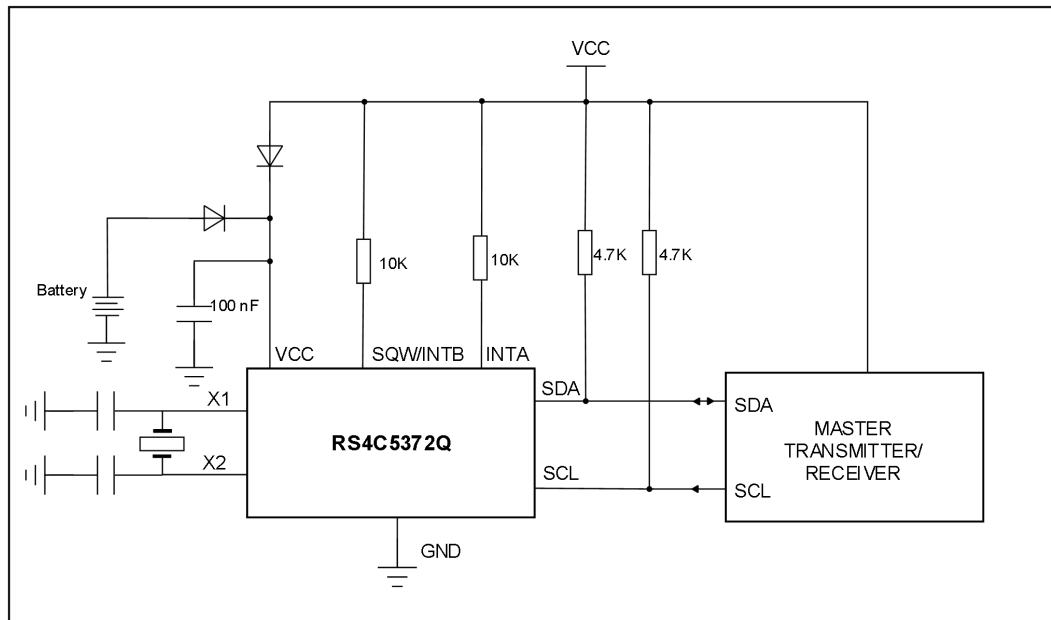 VCC
10K
10K
4.7K
4.7K
Battery
100 nF
VCC
SQW/INTB
INTA
X1
SDA
SDA
RS4C5372Q
MASTER
TRANSMITTER/
RECEIVER
X2
SCL
SCL
GND